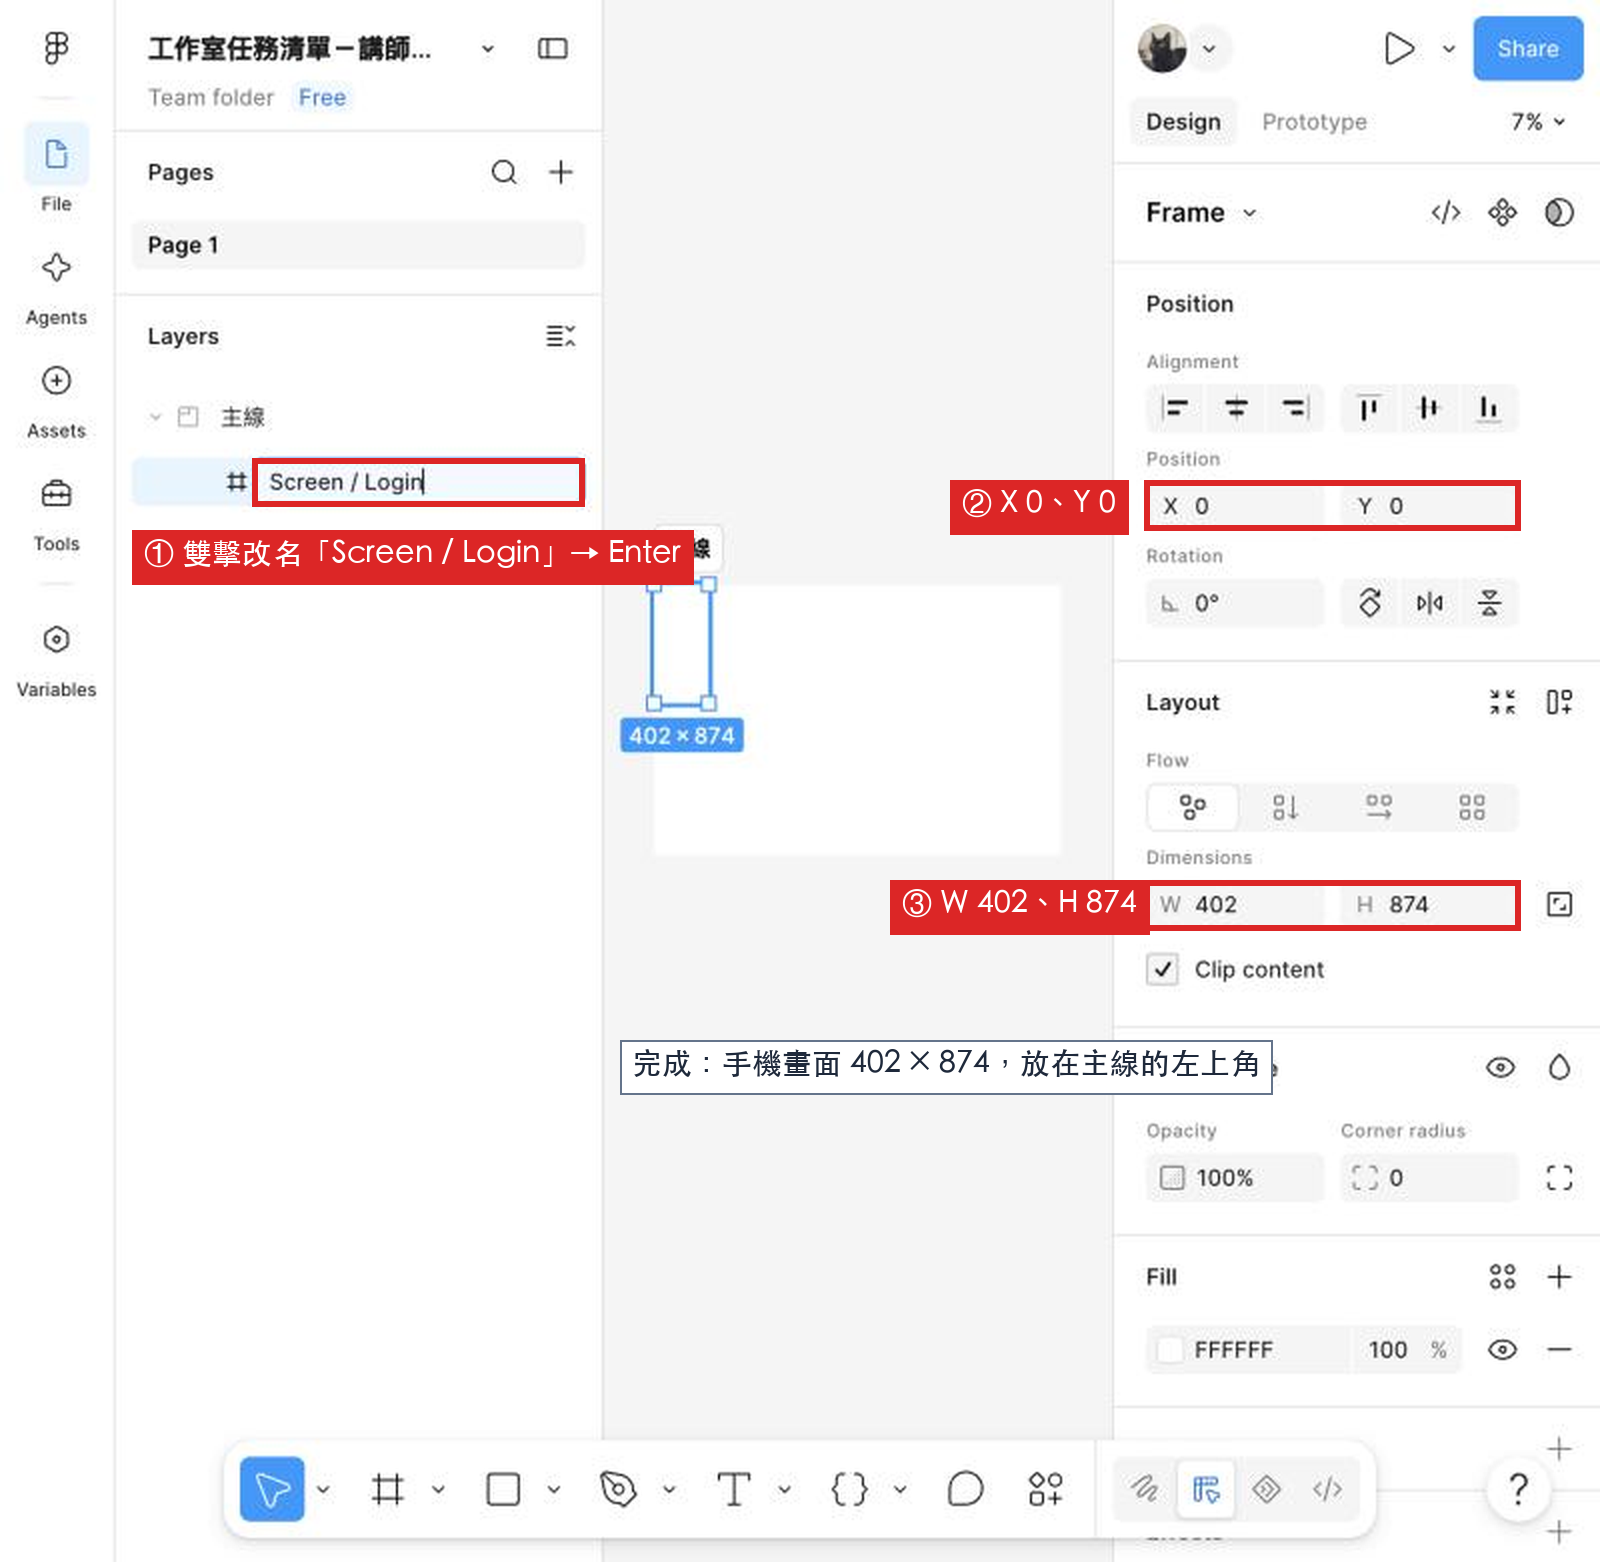 工作室任務清單－講師...
Team folder Free
File
Agents
Assets
Tools
Variables
Pages
Page 1
Layers
主線
Screen / Login
① 雙擊改名「Screen / Login」→ Enter
線
402 × 874
② X 0、Y 0
③ W 402、H 874
完成：手機畫面 402 × 874，放在主線的左上角
Share
Design Prototype 7%
Frame
Position
Alignment
Position
X 0 Y 0
Rotation
0°
Layout
Flow
Dimensions
W 402 H 874
Clip content
Opacity Corner radius
100% 0
Fill
FFFFFF 100 %
?